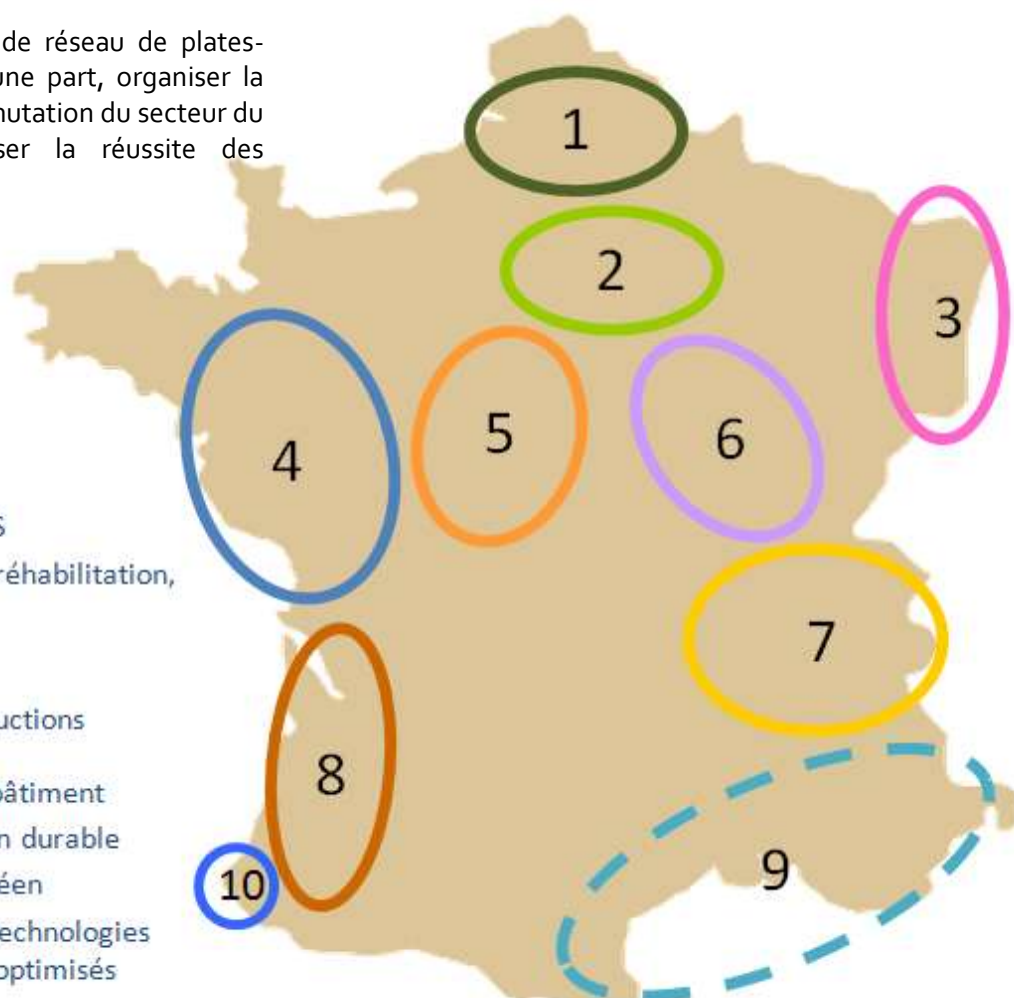 de réseau de plates-
une part, organiser la
mutation du secteur du
ser la réussite des
1
2
3
4
5
6
réhabilitation,
7
uctions
8
bâtiment
n durable
9
10
éen
echnologies
optimisés